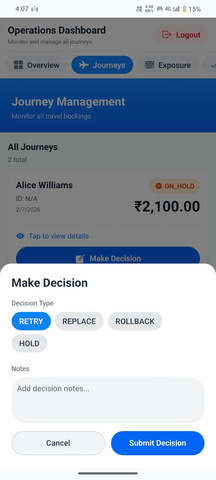 4:07
4G 15%
Operations Dashboard
Monitor and manage all journeys
Logout
Overview Journeys Exposure
Journey Management
Monitor all travel bookings
All Journeys
2 total
Alice Williams
ON_HOLD
ID: N/A
2/7/2026
₹2,100.00
Tap to view details
Make Decision
Make Decision
Decision Type
RETRY REPLACE ROLLBACK
HOLD
Notes
Add decision notes...
Cancel Submit Decision